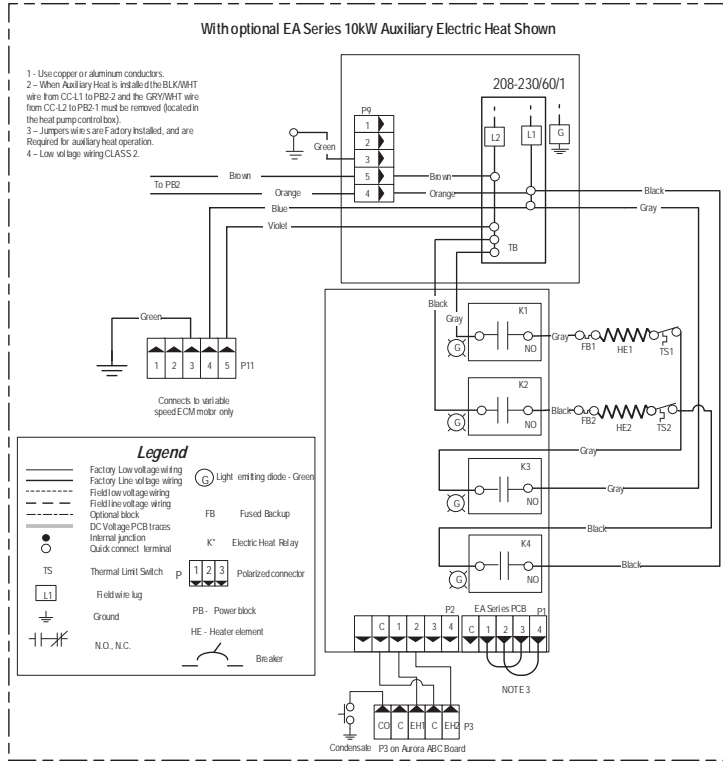 With optional EA Series 10kW Auxiliary Electric Heat Shown
1 - Use copper or aluminum conductors.
2 – When Auxiliary Heat is installed the BLK/WHT
wire from CC-L1 to PB2-2 and the GRY/WHT wire
from CC-L2 to PB2-1 must be removed (located in
the heat pump control box).
3 – Jumpers wires are Factory Installed, and are
Required for auxiliary heat operation.
4 – Low voltage wiring CLASS 2.
208-230/60/1
P9
1
2
3
5
4
Green
L2
L1
G
Brown
Brown
To PB2
Orange
Orange
Black
Blue
Gray
Violet
TB
Black
Gray
K1
G
NO
Gray
FB1
HE1
TS1
K2
G
NO
Black
FB2
HE2
TS2
Gray
K3
G
NO
Gray
Black
K4
G
NO
Black
Green
1 2 3 4 5 P11
Connects to variable
speed ECM motor only
Legend
Factory Low voltage wiring
Factory Line voltage wiring
Field low voltage wiring
Field line voltage wiring
Optional block
DC Voltage PCB traces
Internal junction
Quick connect terminal
TS Thermal Limit Switch
L1 Field wire lug
Ground
N.O., N.C.
G Light emitting diode - Green
FB Fused Backup
K" Electric Heat Relay
P 1 2 3 Polarized connector
PB - Power block
HE - Heater element
Breaker
P2
C 1 2 3 4
EA Series PCB
P1
C 1 2 3 4
NOTE 3
CO C EH1 C EH2 P3
Condensate
P3 on Aurora ABC Board